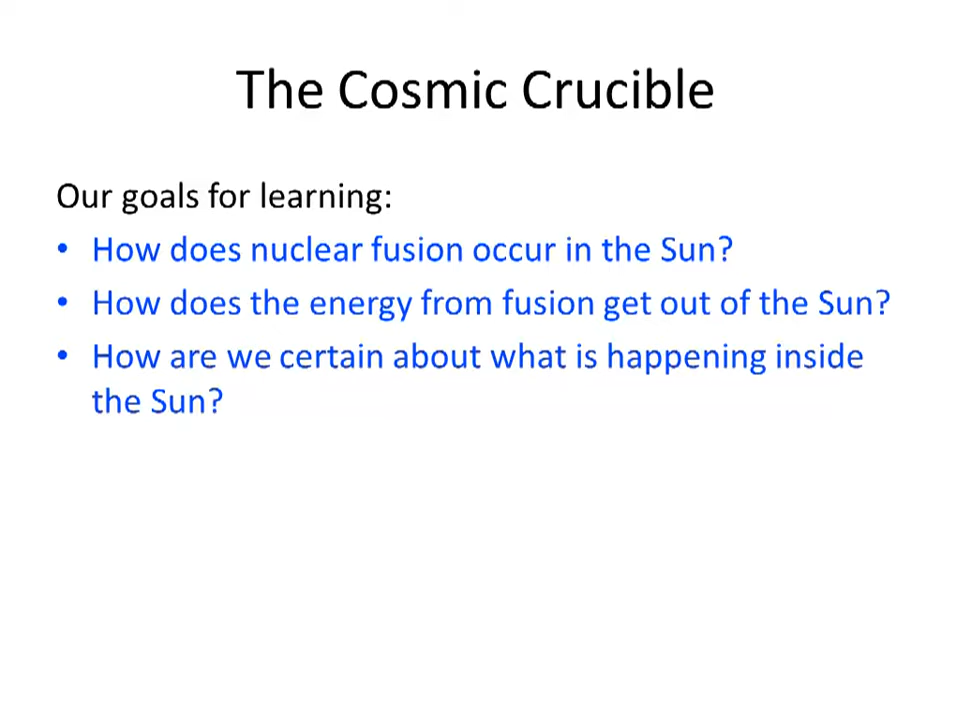 The Cosmic Crucible
Our goals for learning:
• How does nuclear fusion occur in the Sun?
• How does the energy from fusion get out of the Sun?
• How are we certain about what is happening inside
the Sun?